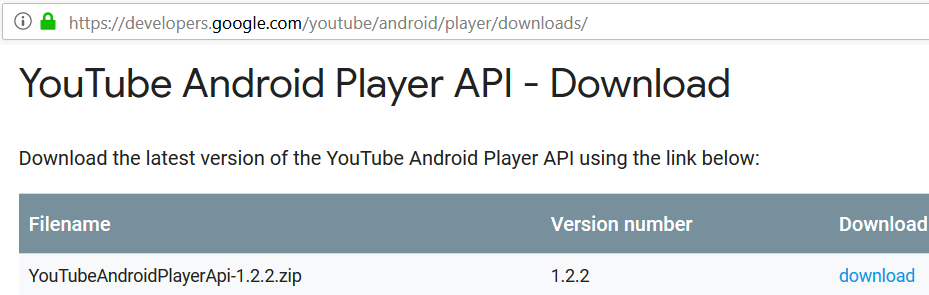 https://developers.google.com/youtube/android/player/downloads/
YouTube Android Player API - Download
Download the latest version of the YouTube Android Player API using the link below:
Filename Version number Download
YouTubeAndroidPlayerApi-1.2.2.zip 1.2.2 download